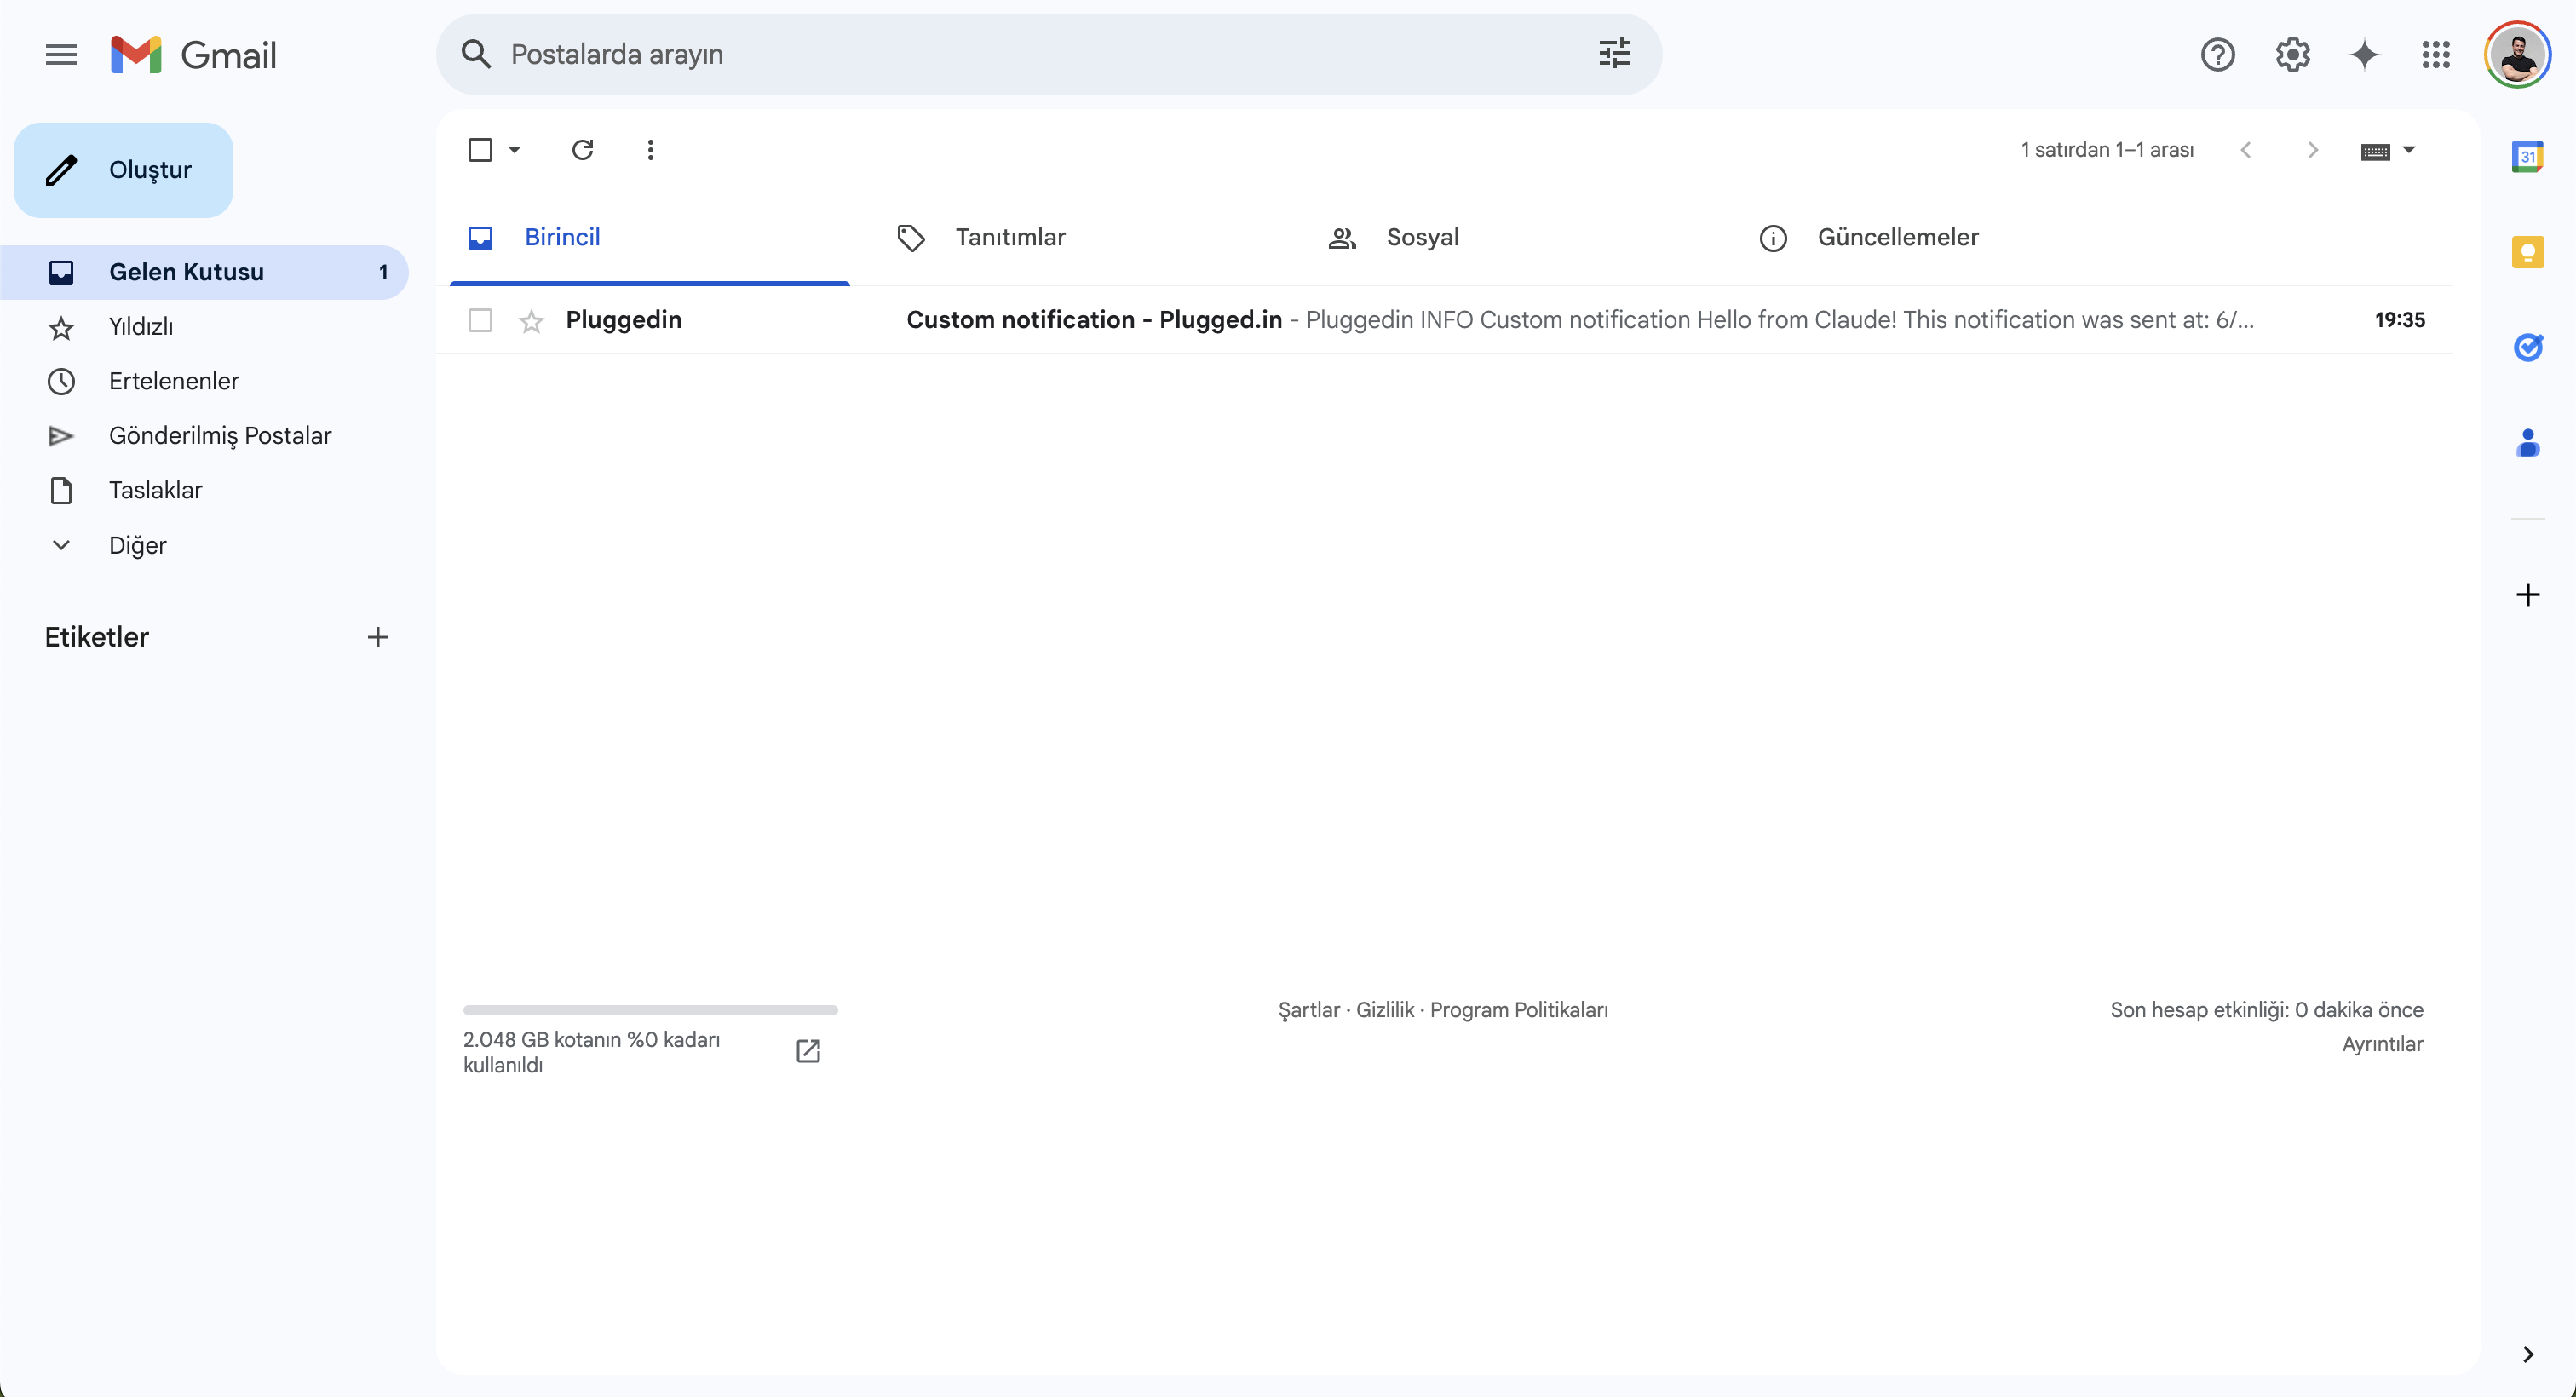 Gmail
Postalarda arayın
Oluştur
Gelen Kutusu 1
Yıldızlı
Ertelenenler
Gönderilmiş Postalar
Taslaklar
Diğer
Etiketler
1 satırdan 1–1 arası
31
Birincil
Tanıtımlar
Sosyal
Güncellemeler
Pluggedin Custom notification - Plugged.in - Pluggedin INFO Custom notification Hello from Claude! This notification was sent at: 6/... 19:35
2.048 GB kotanın %0 kadarı
kullanıldı
Şartlar · Gizlilik · Program Politikaları
Son hesap etkinliği: 0 dakika önce
Ayrıntılar